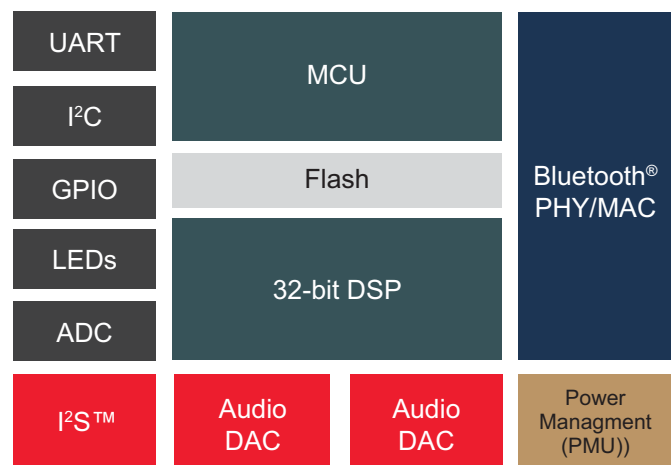 UART
I²C
GPIO
LEDs
ADC
MCU
Flash
32-bit DSP
Bluetooth®
PHY/MAC
I²S™
Audio
DAC
Audio
DAC
Power
Managment
(PMU))